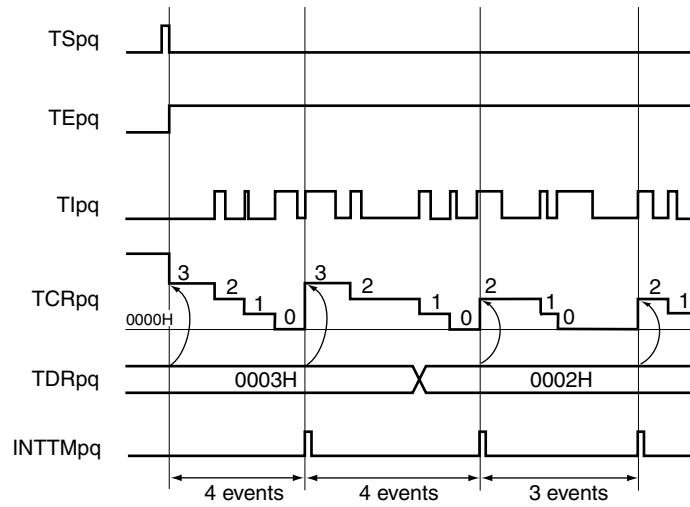 TSpq
TEpq
TIpq
TCRpq
3 2 1 0 3 2 1 0 2 1 0 2 1
0000H
TDRpq
0003H 0002H
INTTMpq
4 events 4 events 3 events